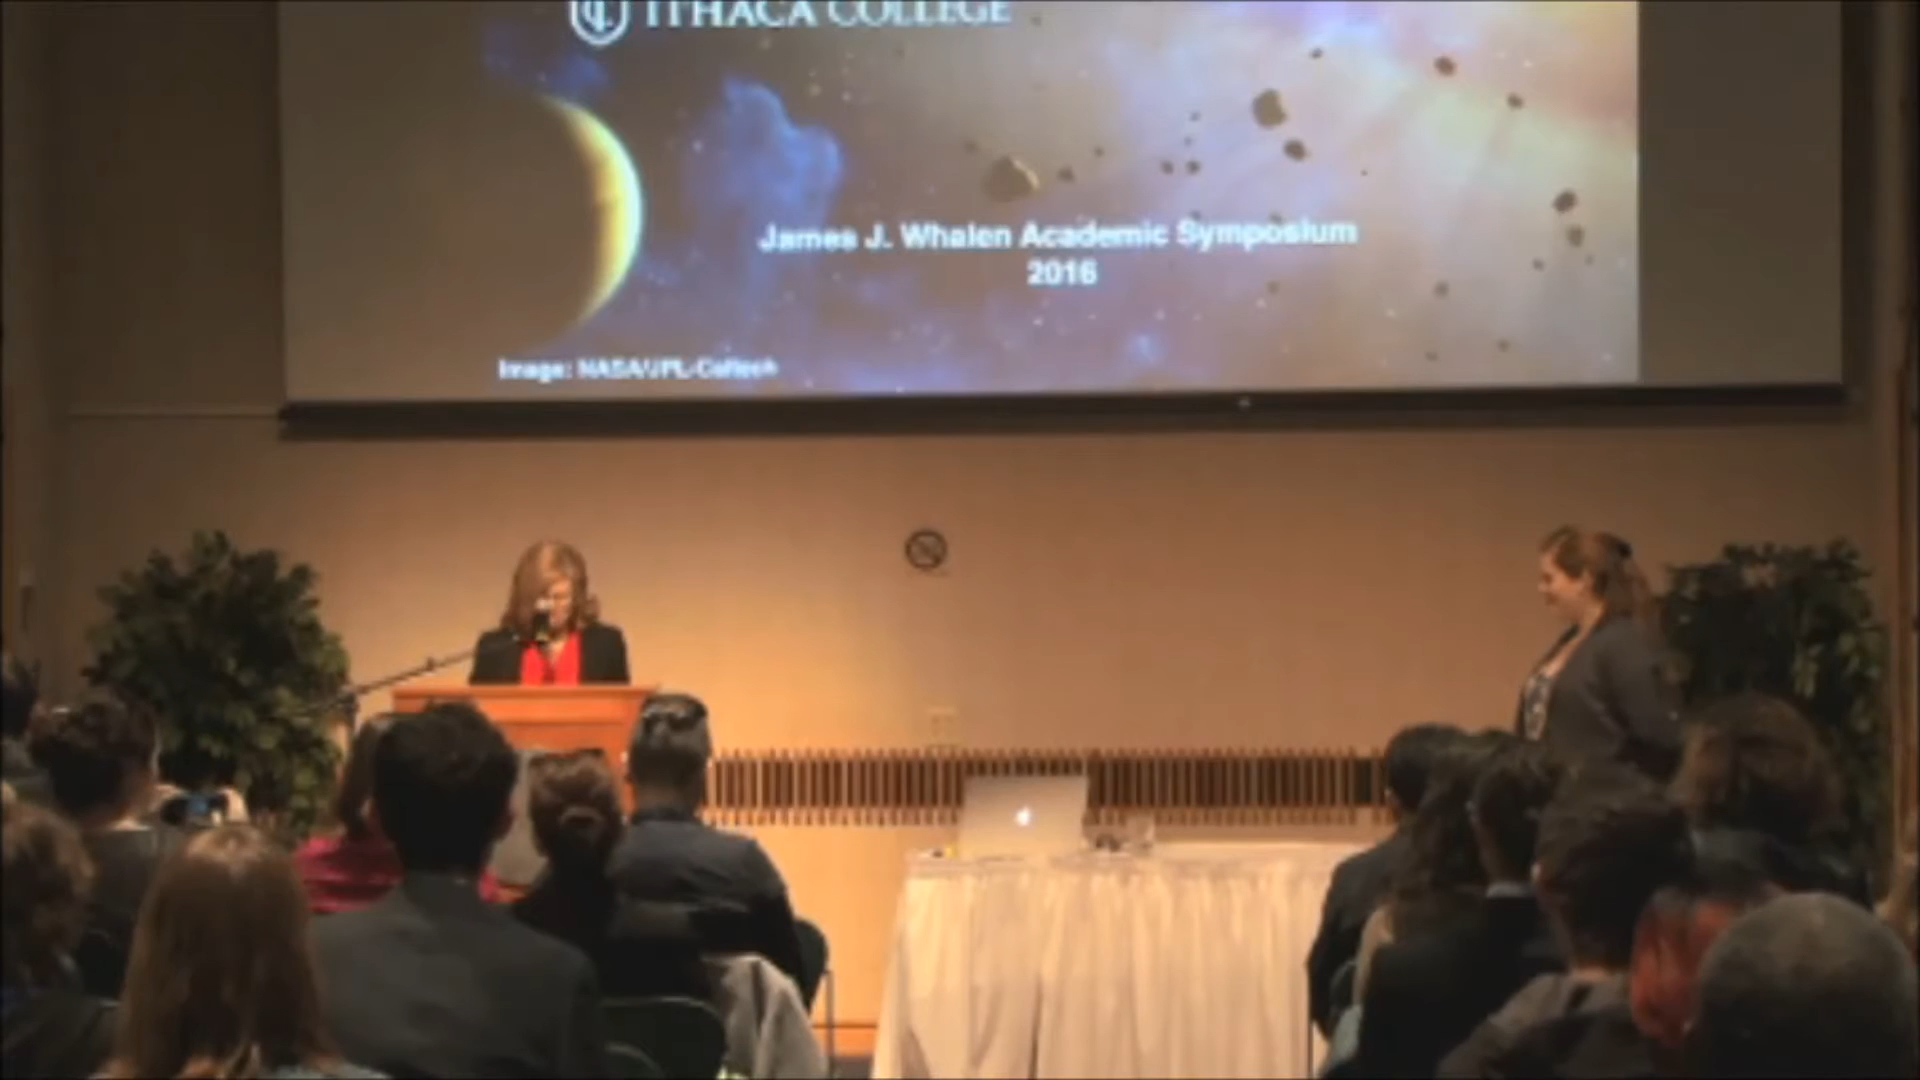 ITHACA COLLEGE
James J. Whalen Academic Symposium
2016
Image: NASA/JPL-Caltech